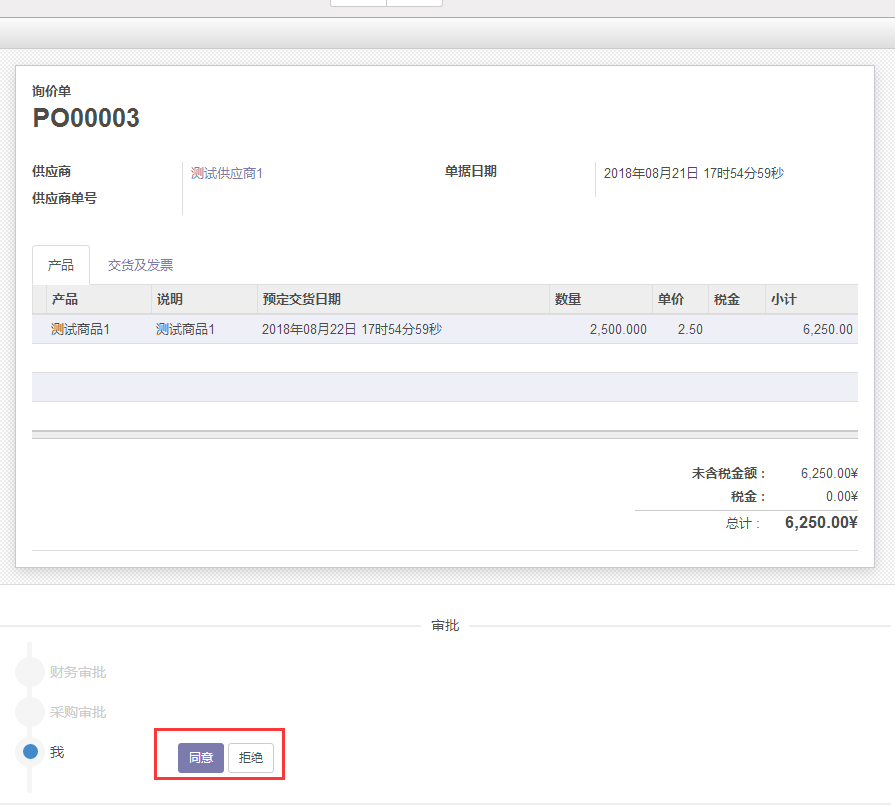 询价单
PO00003
供应商 测试供应商1 单据日期 2018年08月21日 17时54分59秒
供应商单号
产品 交货及发票
产品 说明 预定交货日期 数量 单价 税金 小计
测试商品1 测试商品1 2018年08月22日 17时54分59秒 2,500.000 2.50 6,250.00
未含税金额： 6,250.00¥
税金： 0.00¥
总计： 6,250.00¥
审批
财务审批
采购审批
我 同意 拒绝